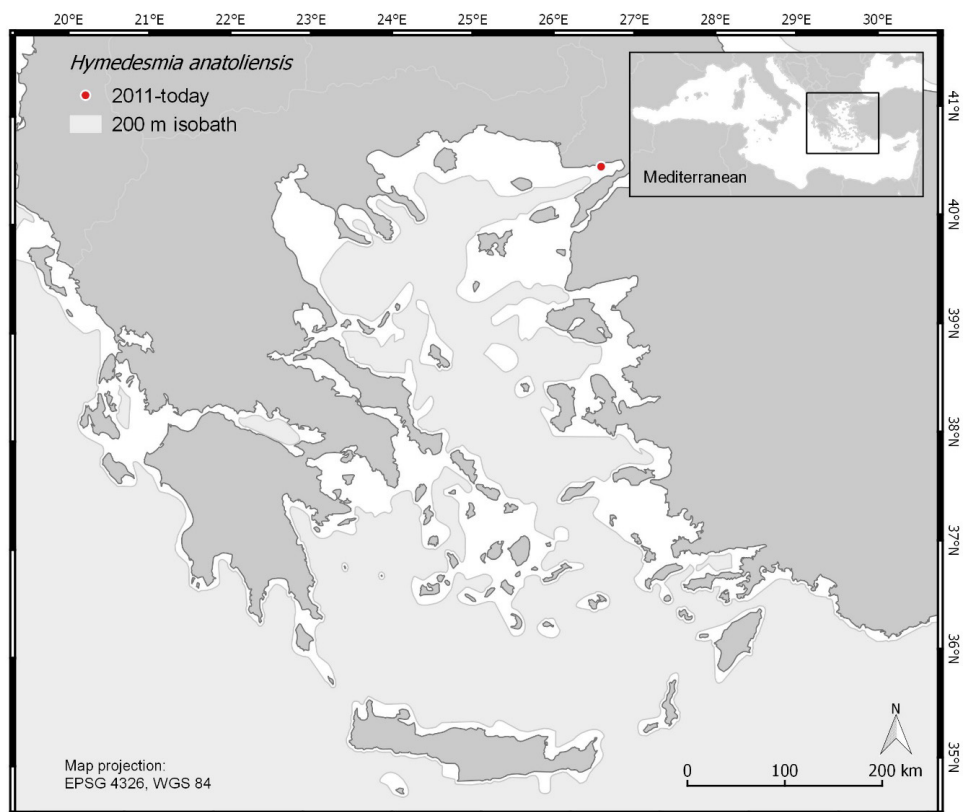 20°E 21°E 22°E 23°E 24°E 25°E 26°E 27°E 28°E 29°E 30°E
Hymedesmia anatoliensis
2011-today
200 m isobath
Mediterranean
41°N
40°N
39°N
38°N
37°N
36°N
35°N
N
Map projection:
EPSG 4326, WGS 84
0 100 200 km